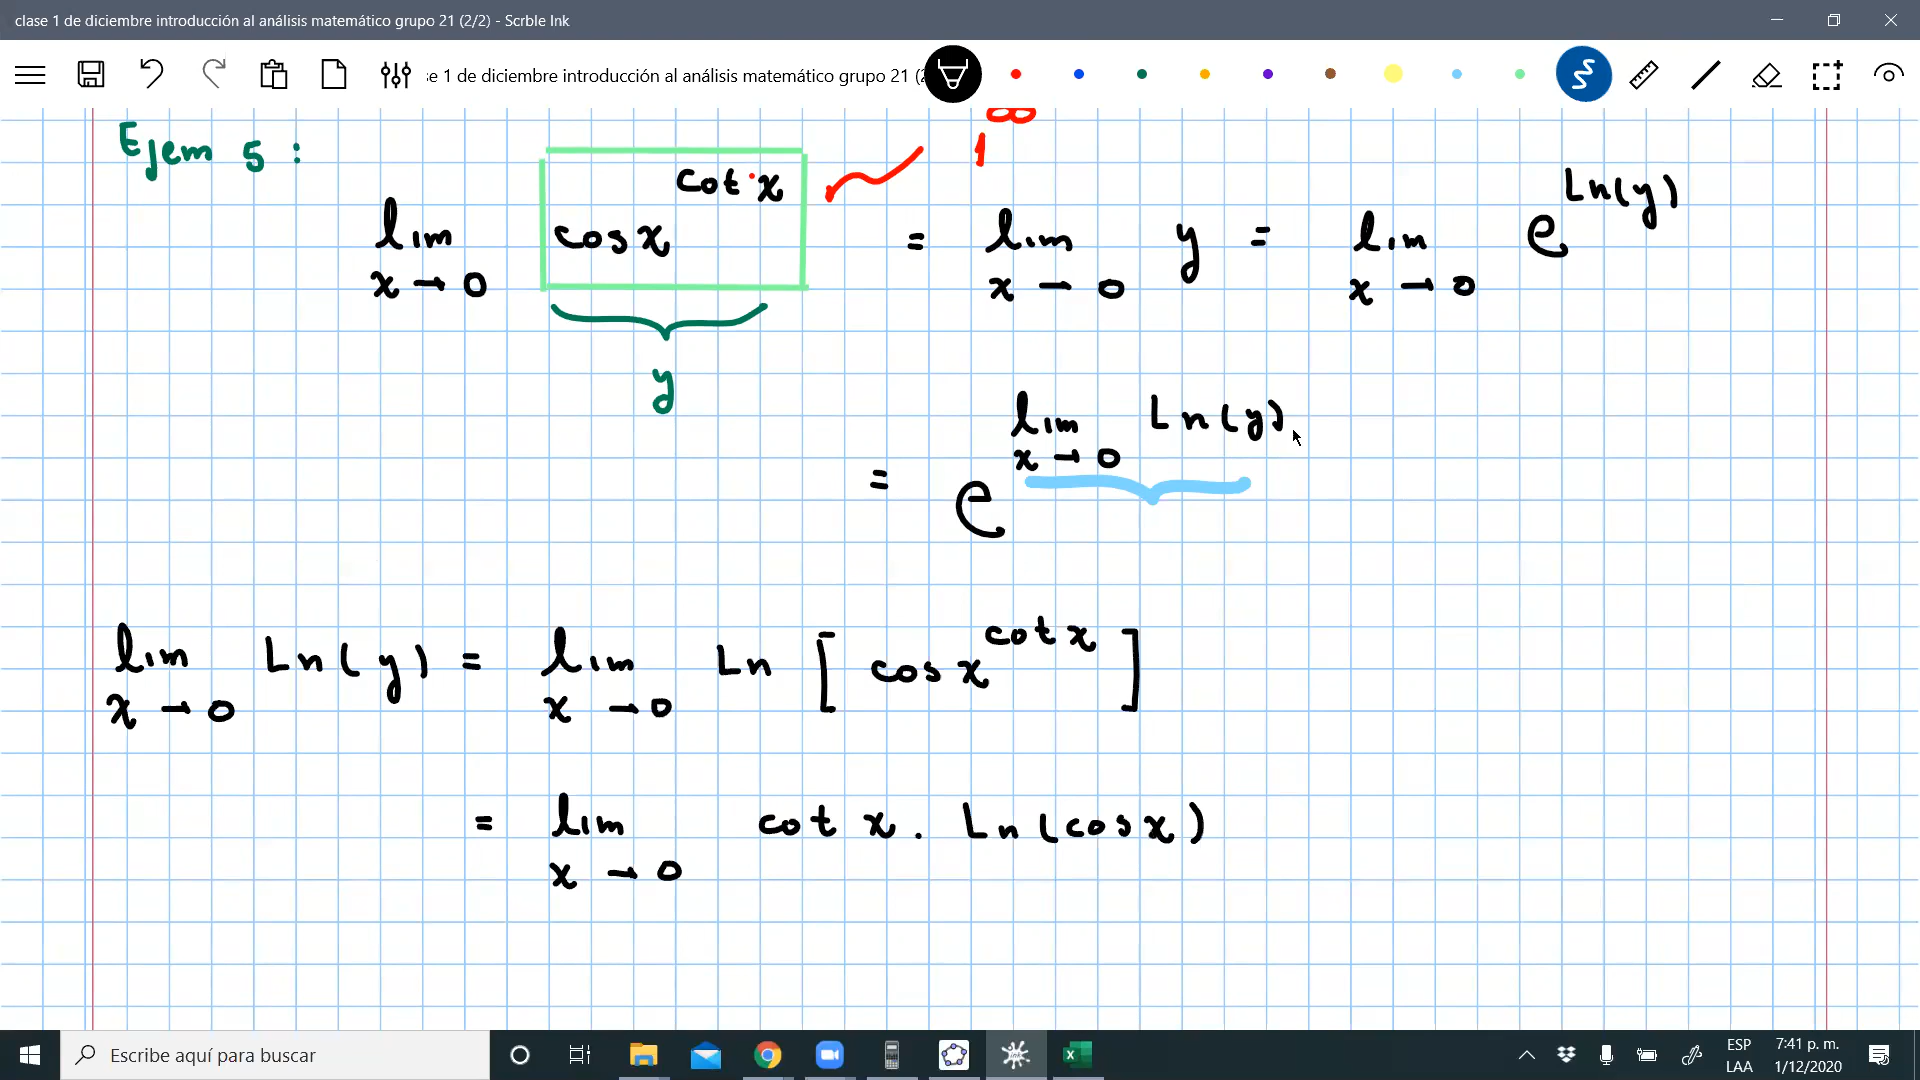 clase 1 de diciembre introducción al análisis matemático grupo 21 (2/2) - Scrble Ink
se 1 de diciembre introducción al análisis matemático grupo 21 (2
Ejem 5 :
1^∞
lim x→0 cos x^(cot x) = lim x→0 y = lim x→0 e^(Ln(y))
y
= e^(lim x→0 Ln(y))
lim x→0 Ln(y) = lim x→0 Ln [ cos x^(cot x) ]
= lim x→0 cot x . Ln(cos x)
Escribe aquí para buscar
ESP
LAA
7:41 p. m.
1/12/2020